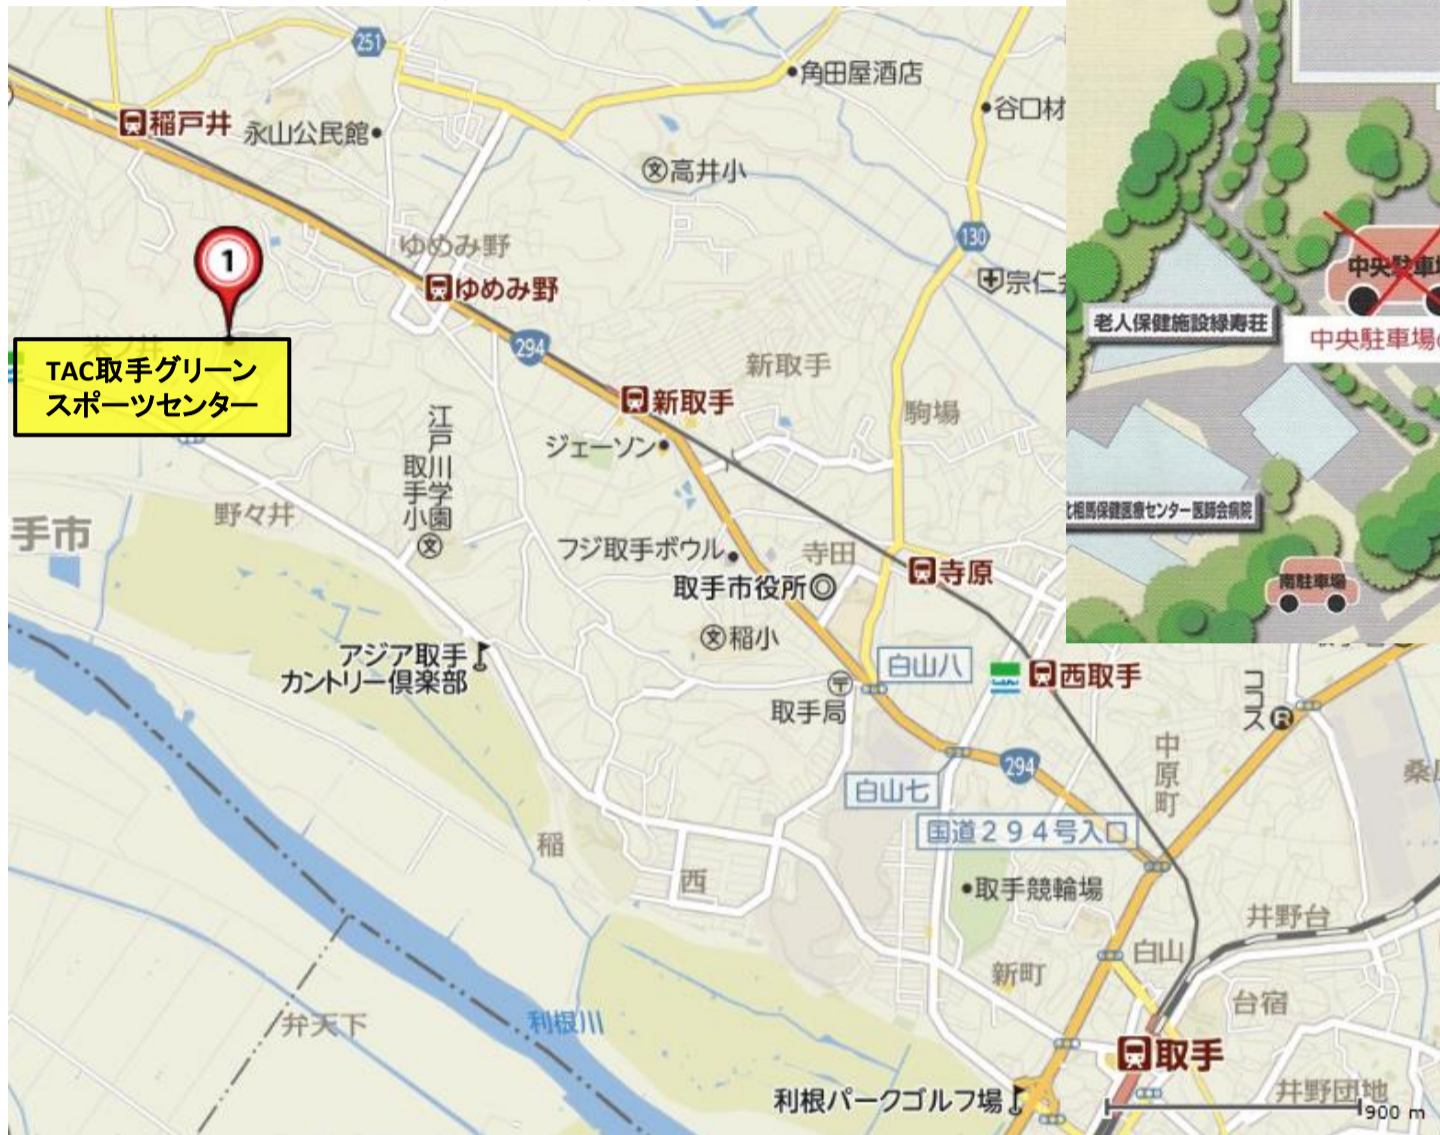 251
角田屋酒店
谷口材
稲戸井
永山公民館
高井小
ゆめみ野
130
1
宗仁会
ゆめみ野
米ノ井
TAC取手グリーン
スポーツセンター
294
新取手
新取手
駒場
江戸川学園
取手小
ジェーソン
野々井
手市
フジ取手ボウル
寺田
寺原
取手市役所
稲小
アジア取手
カントリー倶楽部
白山八
西取手
取手局
ココス
中原町
294
白山七
桑原
国道294号入口
稲
西
取手競輪場
井野台
白山
新町
台宿
弁天下
利根川
取手
利根パークゴルフ場
井野団地
900 m
中央駐車場
老人保健施設緑寿荘
中央駐車場の
北相馬保健医療センター医師会病院
南駐車場